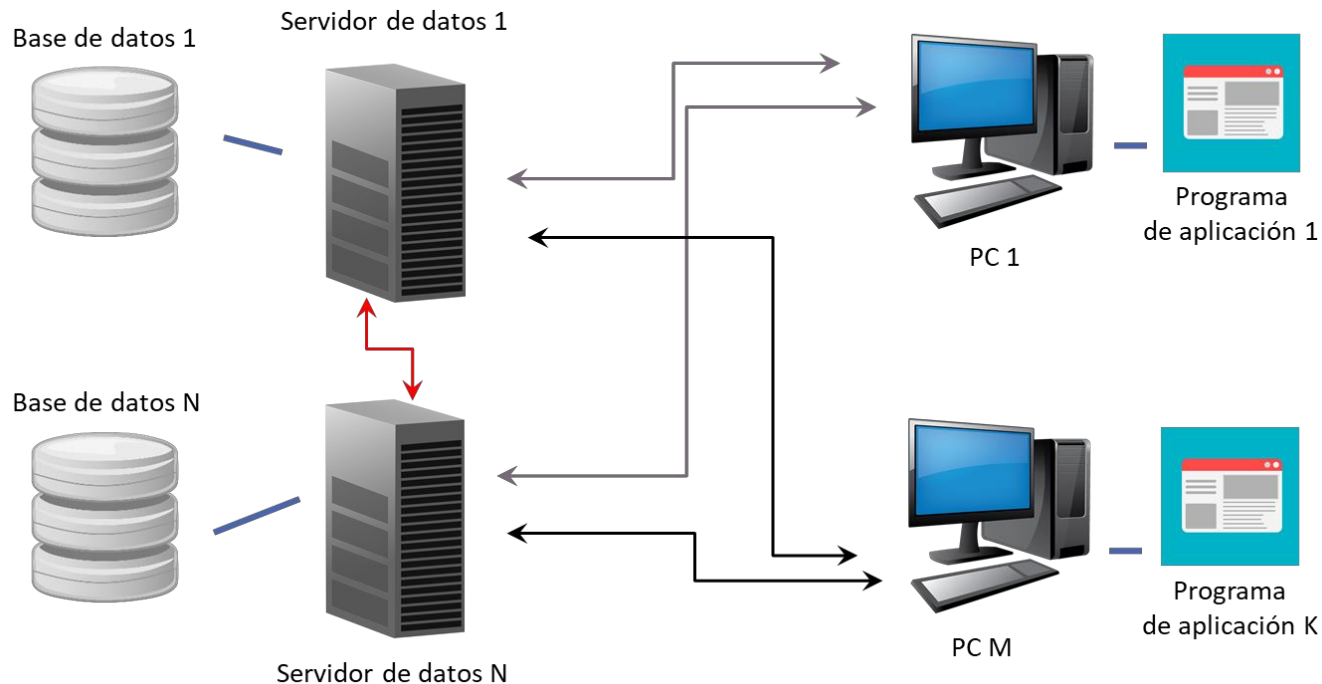 Servidor de datos 1
Base de datos 1
PC 1
Programa
de aplicación 1
Base de datos N
Servidor de datos N
PC M
Programa
de aplicación K